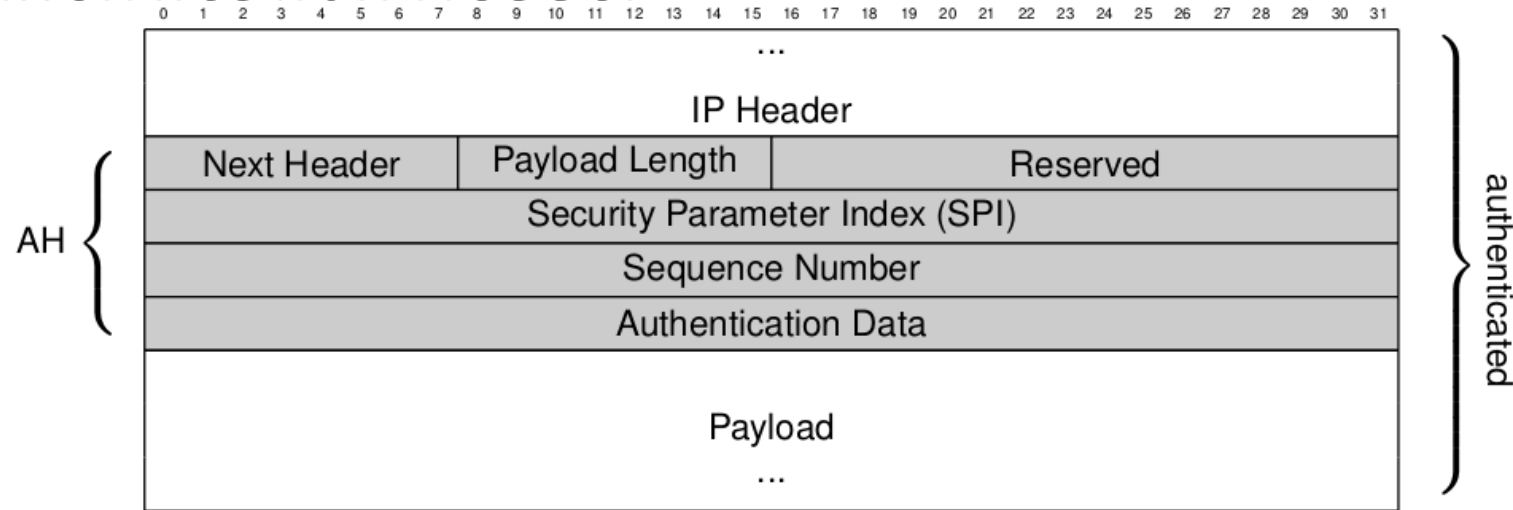 0 1 2 3 4 5 6 7 8 9 10 11 12 13 14 15 16 17 18 19 20 21 22 23 24 25 26 27 28 29 30 31
...
IP Header
Next Header Payload Length Reserved
Security Parameter Index (SPI)
AH
Sequence Number
Authentication Data
Payload
...
authenticated